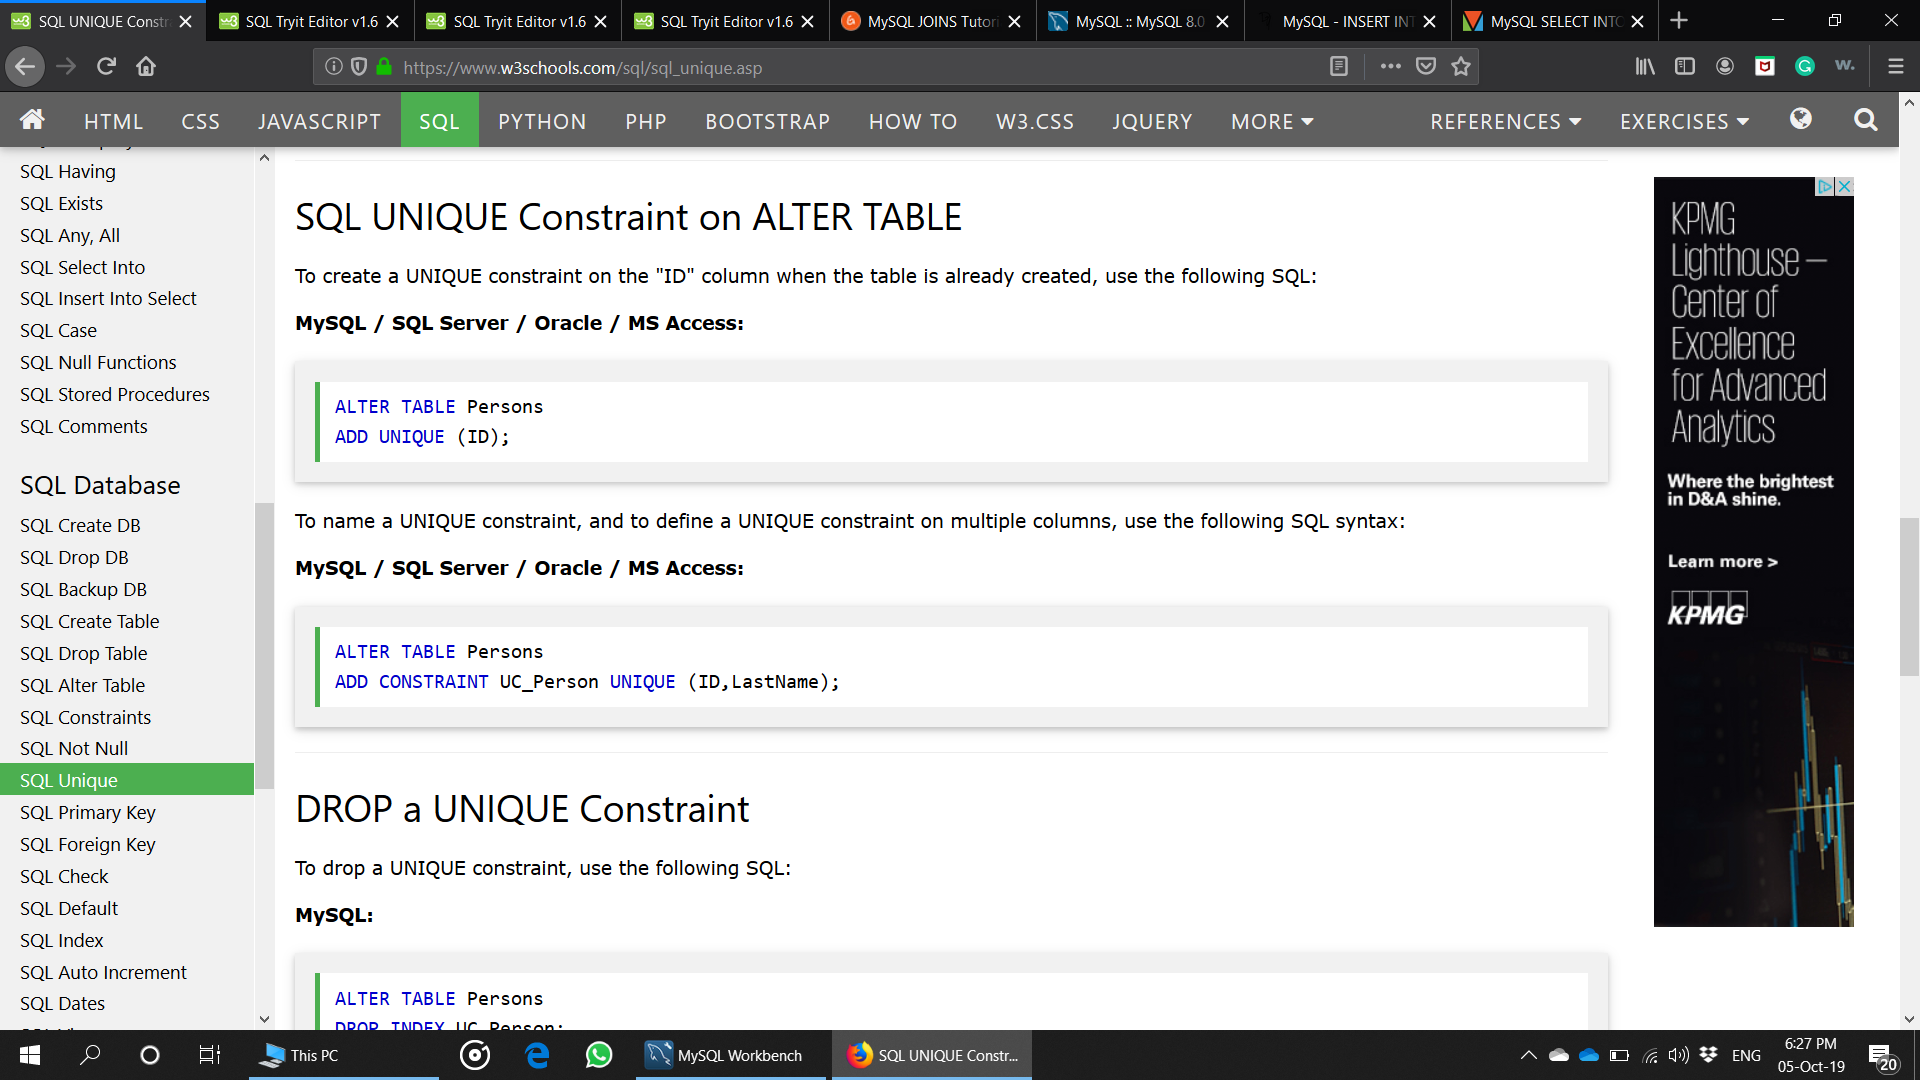 SQL UNIQUE Constr
SQL Tryit Editor v1.6
SQL Tryit Editor v1.6
SQL Tryit Editor v1.6
MySQL JOINS Tutori
MySQL :: MySQL 8.0
MySQL - INSERT INT
MySQL SELECT INTO
https://www.w3schools.com/sql/sql_unique.asp
HTML CSS JAVASCRIPT SQL PYTHON PHP BOOTSTRAP HOW TO W3.CSS JQUERY MORE REFERENCES EXERCISES
SQL Having
SQL Exists
SQL Any, All
SQL Select Into
SQL Insert Into Select
SQL Case
SQL Null Functions
SQL Stored Procedures
SQL Comments
SQL Database
SQL Create DB
SQL Drop DB
SQL Backup DB
SQL Create Table
SQL Drop Table
SQL Alter Table
SQL Constraints
SQL Not Null
SQL Unique
SQL Primary Key
SQL Foreign Key
SQL Check
SQL Default
SQL Index
SQL Auto Increment
SQL Dates
SQL UNIQUE Constraint on ALTER TABLE
To create a UNIQUE constraint on the "ID" column when the table is already created, use the following SQL:
MySQL / SQL Server / Oracle / MS Access:
ALTER TABLE Persons
ADD UNIQUE (ID);
To name a UNIQUE constraint, and to define a UNIQUE constraint on multiple columns, use the following SQL syntax:
MySQL / SQL Server / Oracle / MS Access:
ALTER TABLE Persons
ADD CONSTRAINT UC_Person UNIQUE (ID,LastName);
DROP a UNIQUE Constraint
To drop a UNIQUE constraint, use the following SQL:
MySQL:
ALTER TABLE Persons
DROP INDEX UC_Person;
KPMG
Lighthouse –
Center of
Excellence
for Advanced
Analytics
Where the brightest
in D&A shine.
Learn more >
KPMG
This PC
MySQL Workbench
SQL UNIQUE Constr...
ENG
6:27 PM
05-Oct-19
20